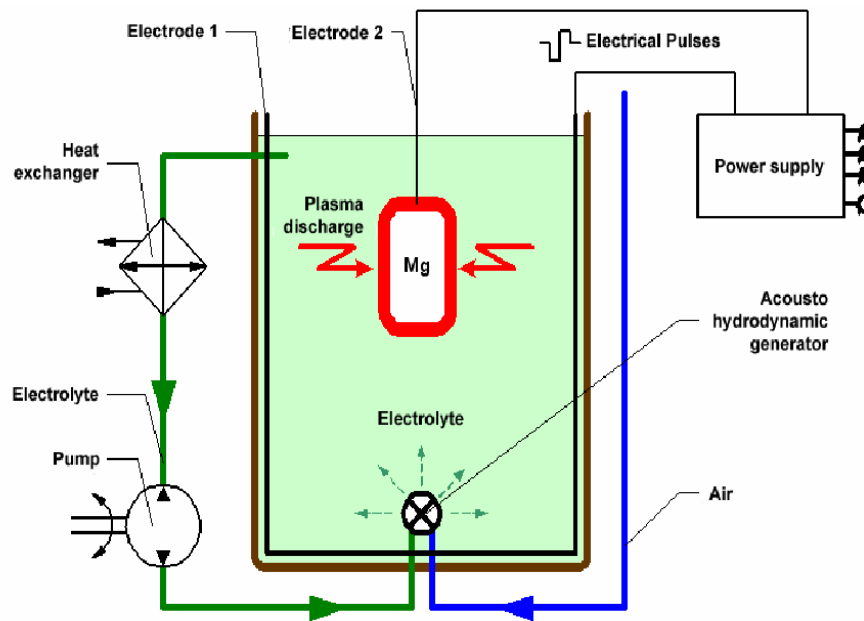 Electrode 1
Electrode 2
Electrical Pulses
Heat
exchanger
Power supply
Plasma
discharge
Mg
Acousto
hydrodynamic
generator
Electrolyte
Electrolyte
Pump
Air